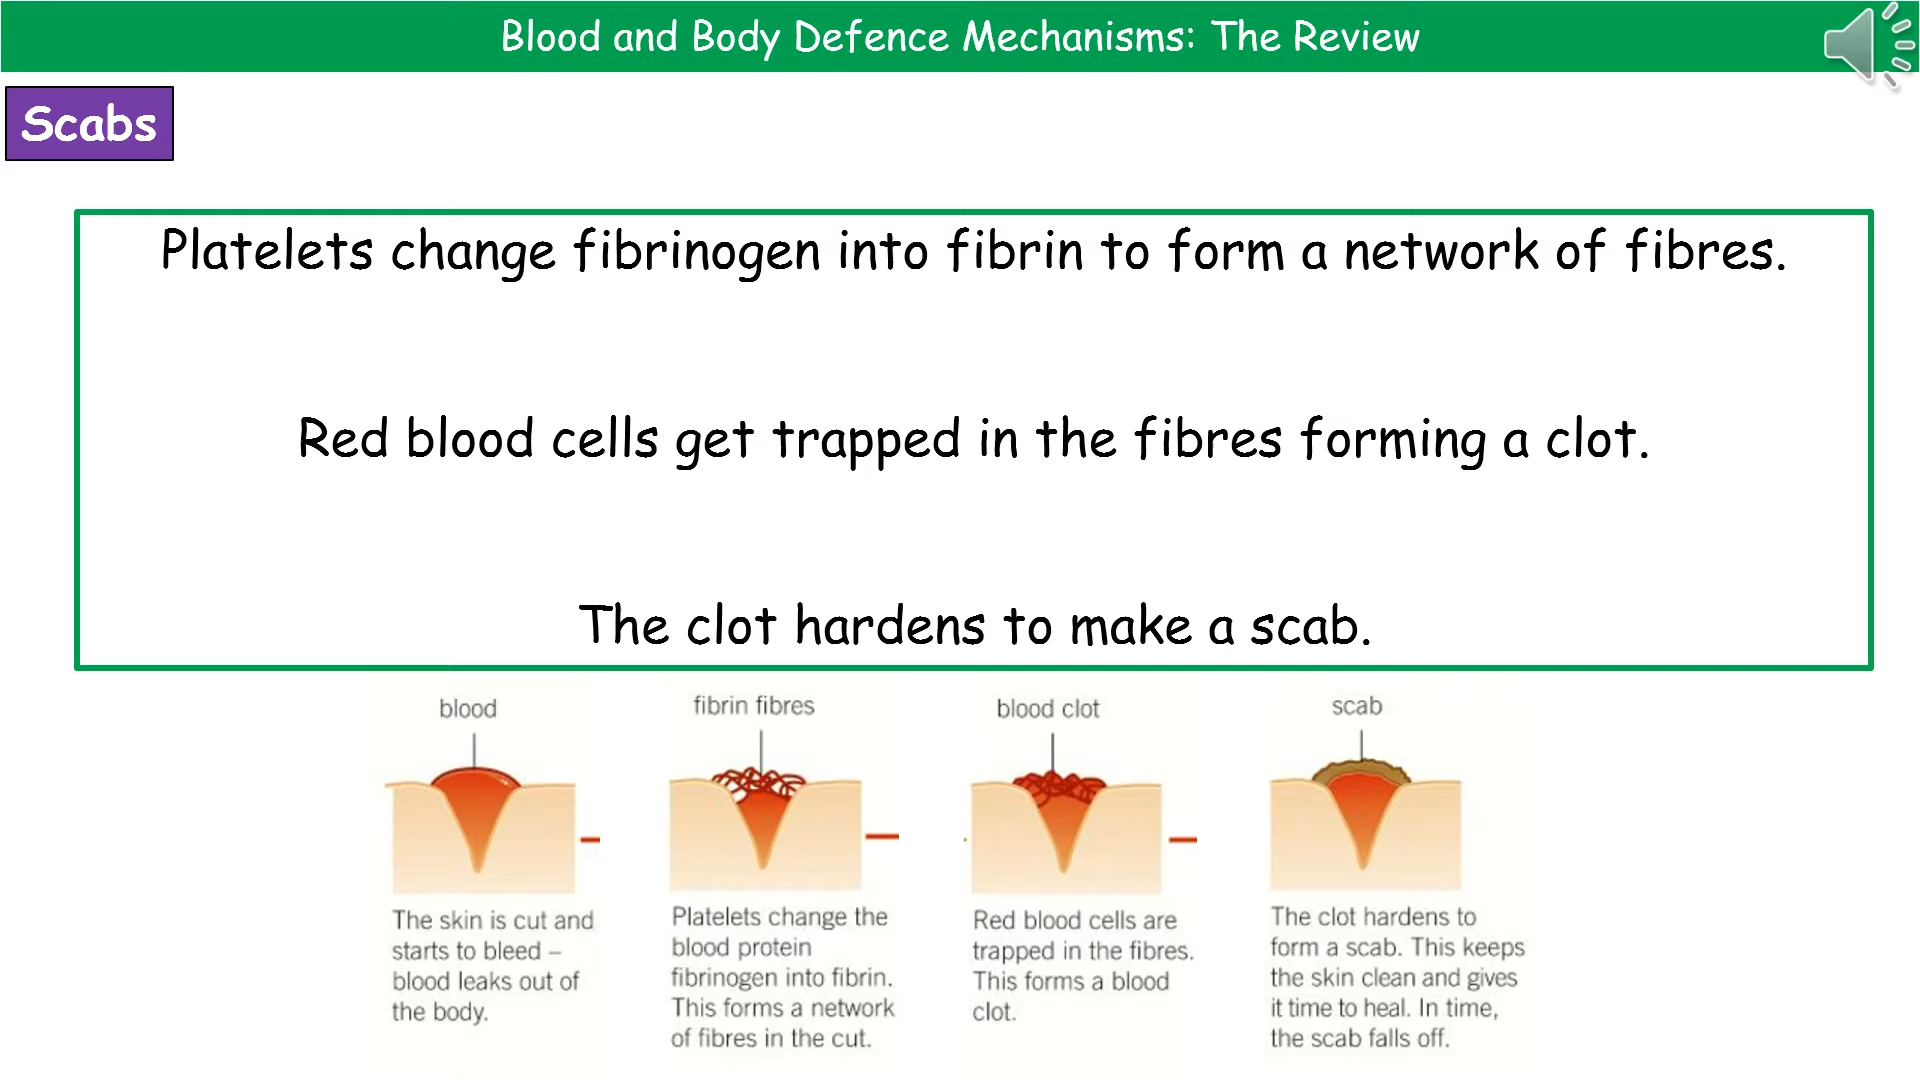 Blood and Body Defence Mechanisms: The Review
Scabs
Platelets change fibrinogen into fibrin to form a network of fibres.
Red blood cells get trapped in the fibres forming a clot.
The clot hardens to make a scab.
blood
The skin is cut and
starts to bleed –
blood leaks out of
the body.
fibrin fibres
Platelets change the
blood protein
fibrinogen into fibrin.
This forms a network
of fibres in the cut.
blood clot
Red blood cells are
trapped in the fibres.
This forms a blood
clot.
scab
The clot hardens to
form a scab. This keeps
the skin clean and gives
it time to heal. In time,
the scab falls off.